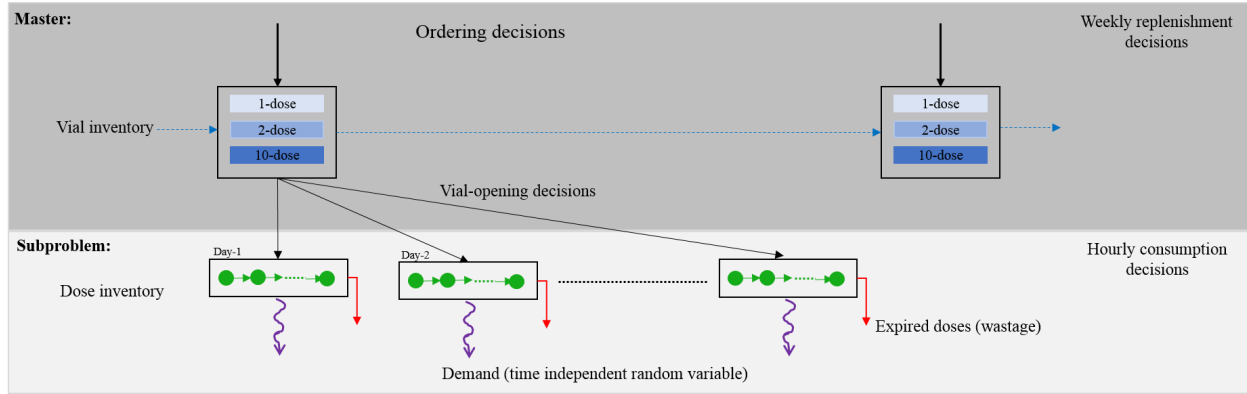 Master:
Ordering decisions
Weekly replenishment
decisions
1-dose
2-dose
10-dose
1-dose
2-dose
10-dose
Vial inventory
Vial-opening decisions
Subproblem:
Hourly consumption
decisions
Day-1
Day-2
Dose inventory
Expired doses (wastage)
Demand (time independent random variable)